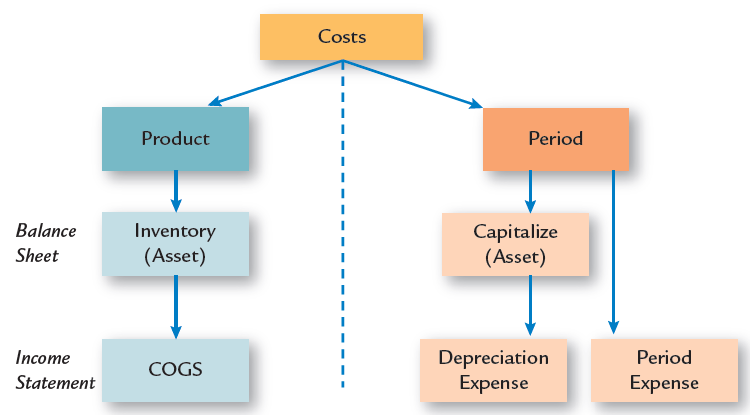 Costs
Product
Period
Balance
Sheet
Inventory
(Asset)
Capitalize
(Asset)
Income
Statement
COGS
Depreciation
Expense
Period
Expense